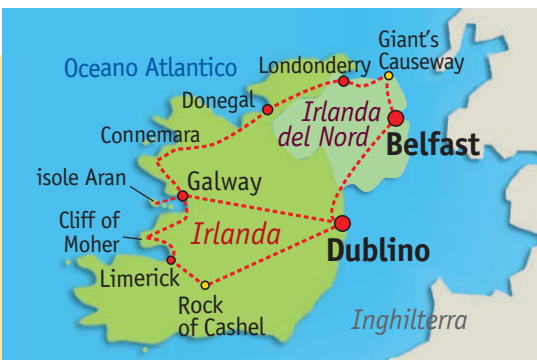 Giant's
Causeway
Oceano Atlantico
Londonderry
Donegal
Irlanda
del Nord
Belfast
Connemara
isole Aran
Galway
Cliff of
Moher
Irlanda
Dublino
Limerick
Rock
of Cashel
Inghilterra